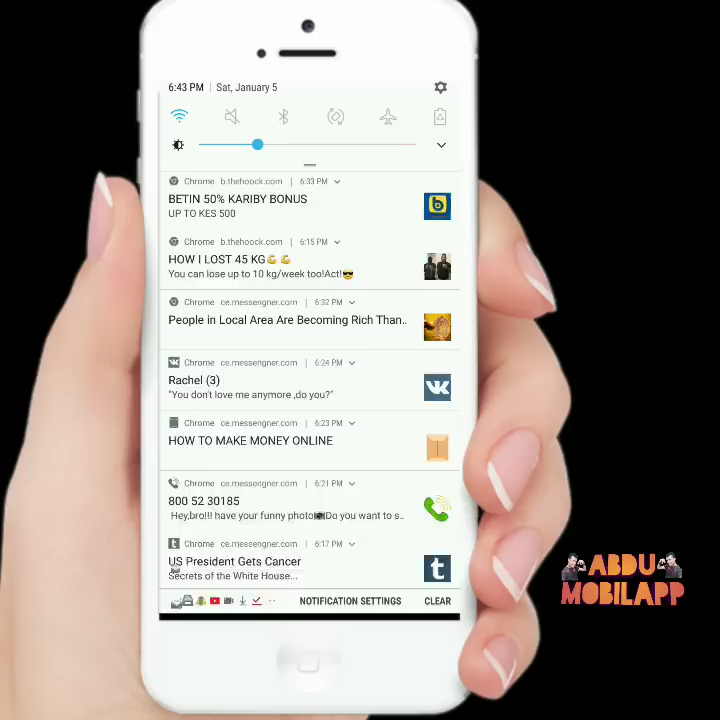 6:43 PM | Sat, January 5
Chrome b.thehoock.com | 6:33 PM
BETIN 50% KARIBY BONUS
UP TO KES 500
b
Chrome b.thehoock.com | 6:15 PM
HOW I LOST 45 KG💪💪
You can lose up to 10 kg/week too!Act!😎
Chrome ce.messengner.com | 6:32 PM
People in Local Area Are Becoming Rich Than..
Chrome ce.messengner.com | 6:24 PM
Rachel (3)
"You don't love me anymore ,do you?"
Chrome ce.messengner.com | 6:23 PM
HOW TO MAKE MONEY ONLINE
Chrome ce.messengner.com | 6:21 PM
800 52 30185
Hey,bro!!! have your funny photo📷Do you want to s..
Chrome ce.messengner.com | 6:17 PM
US President Gets Cancer
Secrets of the White House...
t
NOTIFICATION SETTINGS CLEAR
ABDU
MOBILAPP